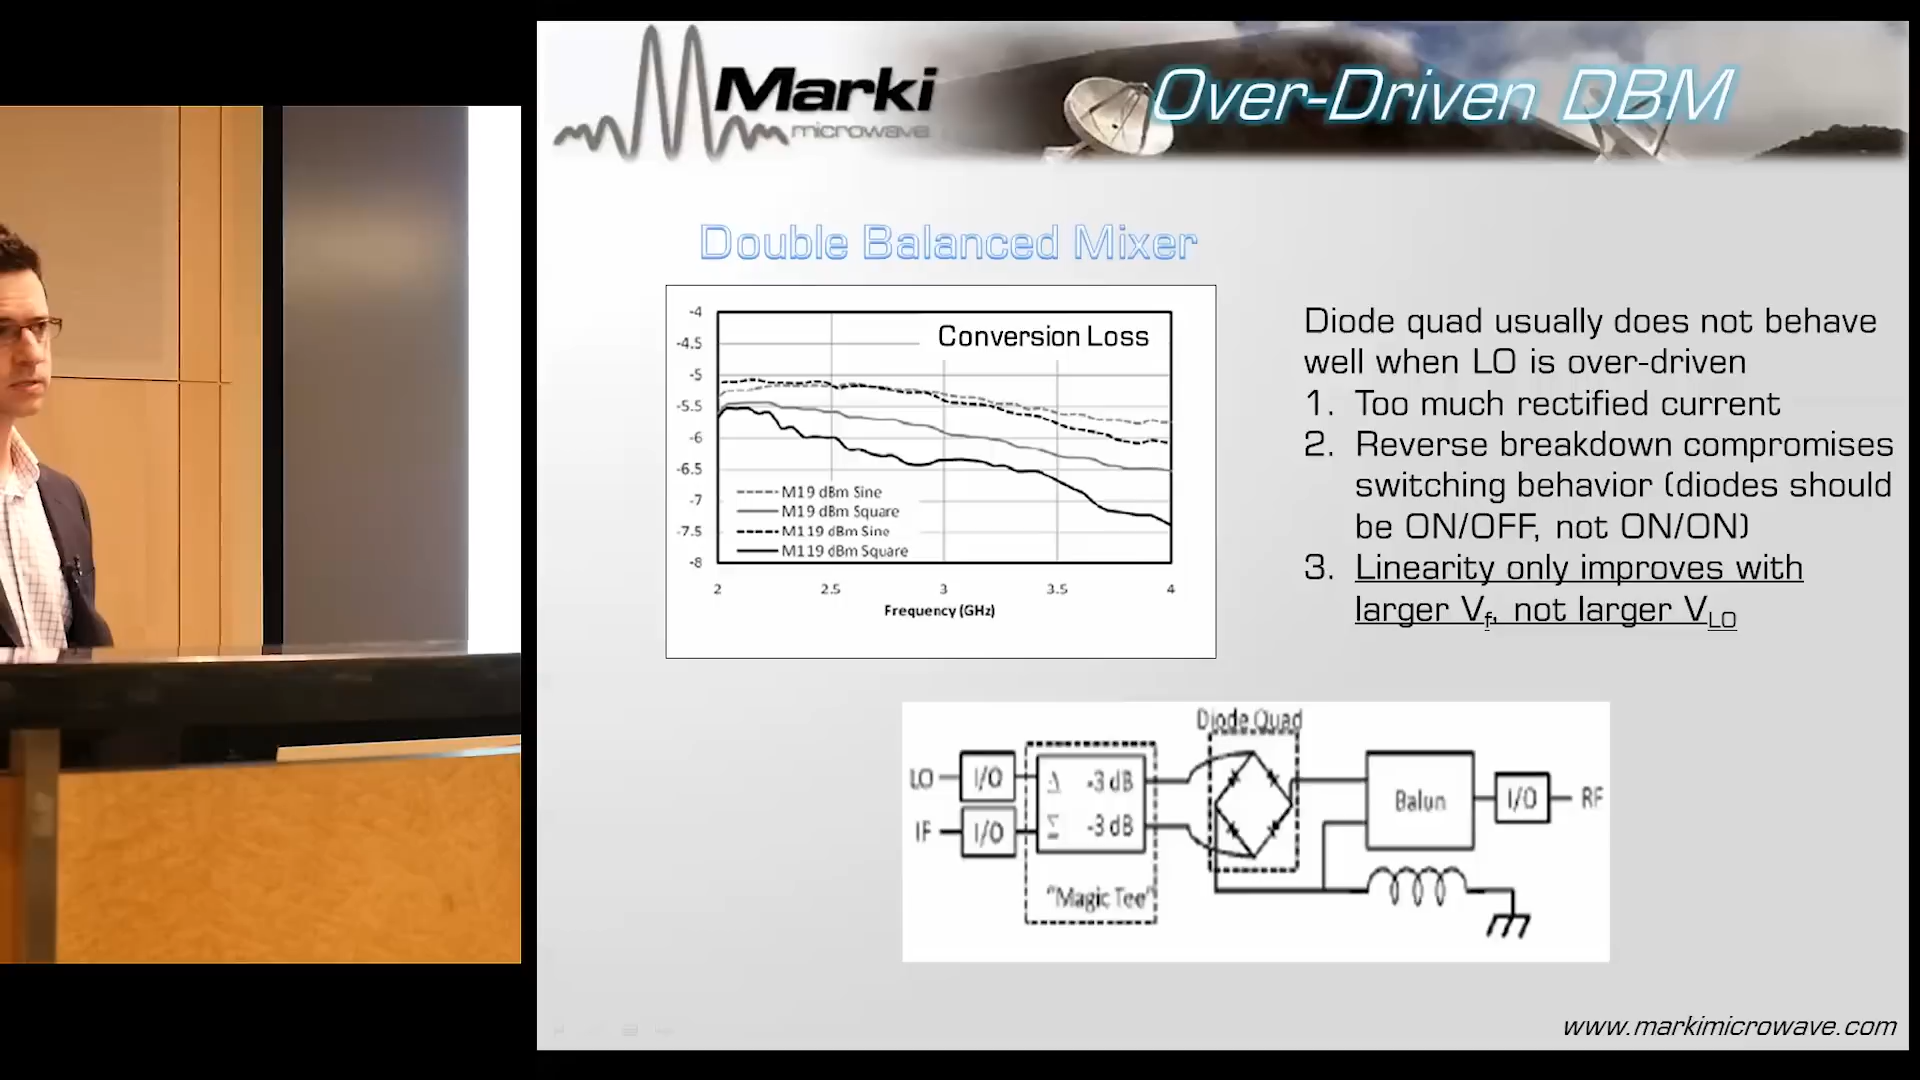 Marki
microwave
Over-Driven DBM
Double Balanced Mixer
Conversion Loss
-4
-4.5
-5
-5.5
-6
-6.5
-7
-7.5
-8
M19 dBm Sine
M19 dBm Square
M119 dBm Sine
M119 dBm Square
2 2.5 3 3.5 4
Frequency (GHz)
Diode quad usually does not behave
well when LO is over-driven
1. Too much rectified current
2. Reverse breakdown compromises
switching behavior (diodes should
be ON/OFF, not ON/ON)
3. Linearity only improves with
larger Vf, not larger VLO
Diode Quad
LO I/O Δ -3 dB
IF I/O Σ -3 dB
"Magic Tee"
Balun I/O RF
www.markimicrowave.com